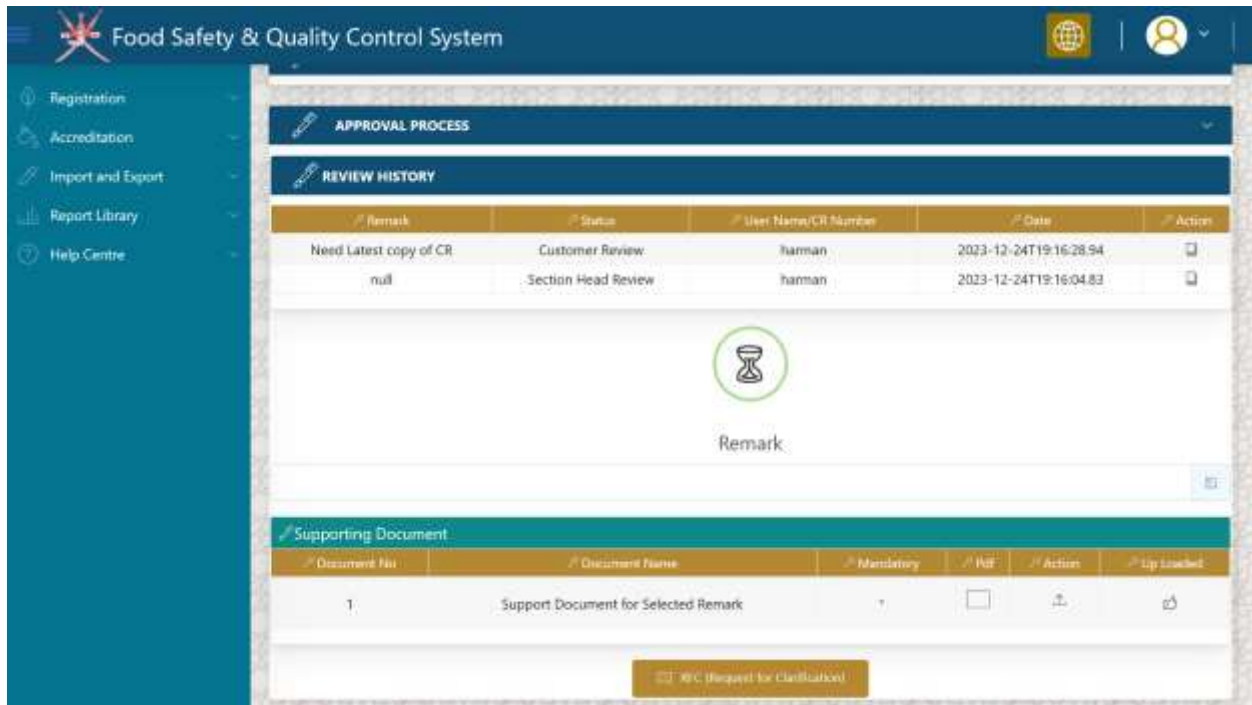 Food Safety & Quality Control System
Registration
Accreditation
Import and Export
Report Library
Help Centre
APPROVAL PROCESS
REVIEW HISTORY
Remark Status User Name/CR Number Date Action
Need Latest copy of CR Customer Review harman 2023-12-24T19:16:28.94
null Section Head Review harman 2023-12-24T19:16:04.83
Remark
Supporting Document
Document No Document Name Mandatory Pdf Action Up Loaded
1 Support Document for Selected Remark *
RFC (Request for Clarification)